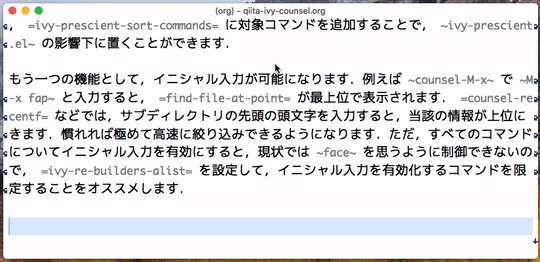 (org) - qiita-ivy-counsel.org
， =ivy-prescient-sort-commands= に対象コマンドを追加することで， ~ivy-prescient
.el~ の影響下に置くことができます．
もう一つの機能として，イニシャル入力が可能になります．例えば ~counsel-M-x~ で ~M
-x fap~ と入力すると， =find-file-at-point= が最上位で表示されます． =counsel-re
centf= などでは，サブディレクトリの先頭の頭文字を入力すると，当該の情報が上位に
きます．慣れれば極めて高速に絞り込みできるようになります．ただ，すべてのコマンド
についてイニシャル入力を有効にすると，現状では ~face~ を思うように制御できないの
で， =ivy-re-builders-alist= を設定して，イニシャル入力を有効化するコマンドを限
定することをオススメします．